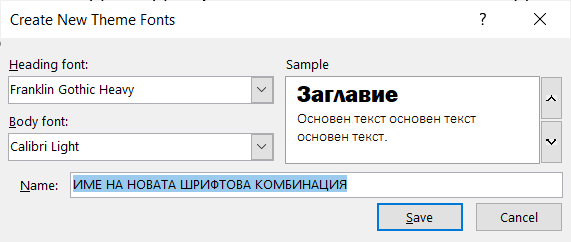 Create New Theme Fonts
Heading font:
Franklin Gothic Heavy
Body font:
Calibri Light
Sample
Заглавие
Основен текст основен текст
основен текст.
Name: ИМЕ НА НОВАТА ШРИФТОВА КОМБИНАЦИЯ
Save Cancel